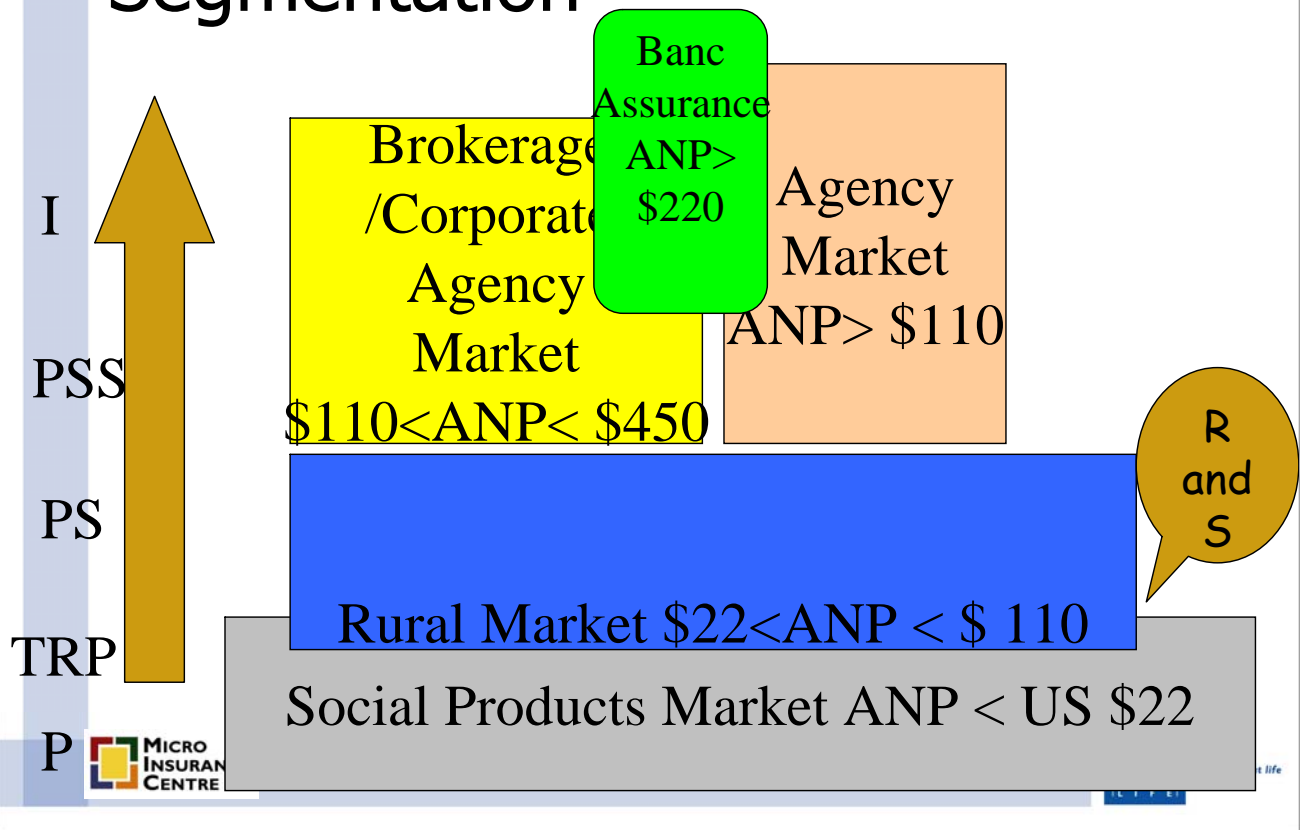 Segmentation
Banc
Assurance
ANP>
$220
Brokerage
/Corporate
Agency
Market
$110<ANP< $450
Agency
Market
ANP> $110
I
PSS
PS
TRP
P
R
and
S
Rural Market $22<ANP < $ 110
Social Products Market ANP < US $22
MICRO
INSURAN
CENTRE
t life
LIFE